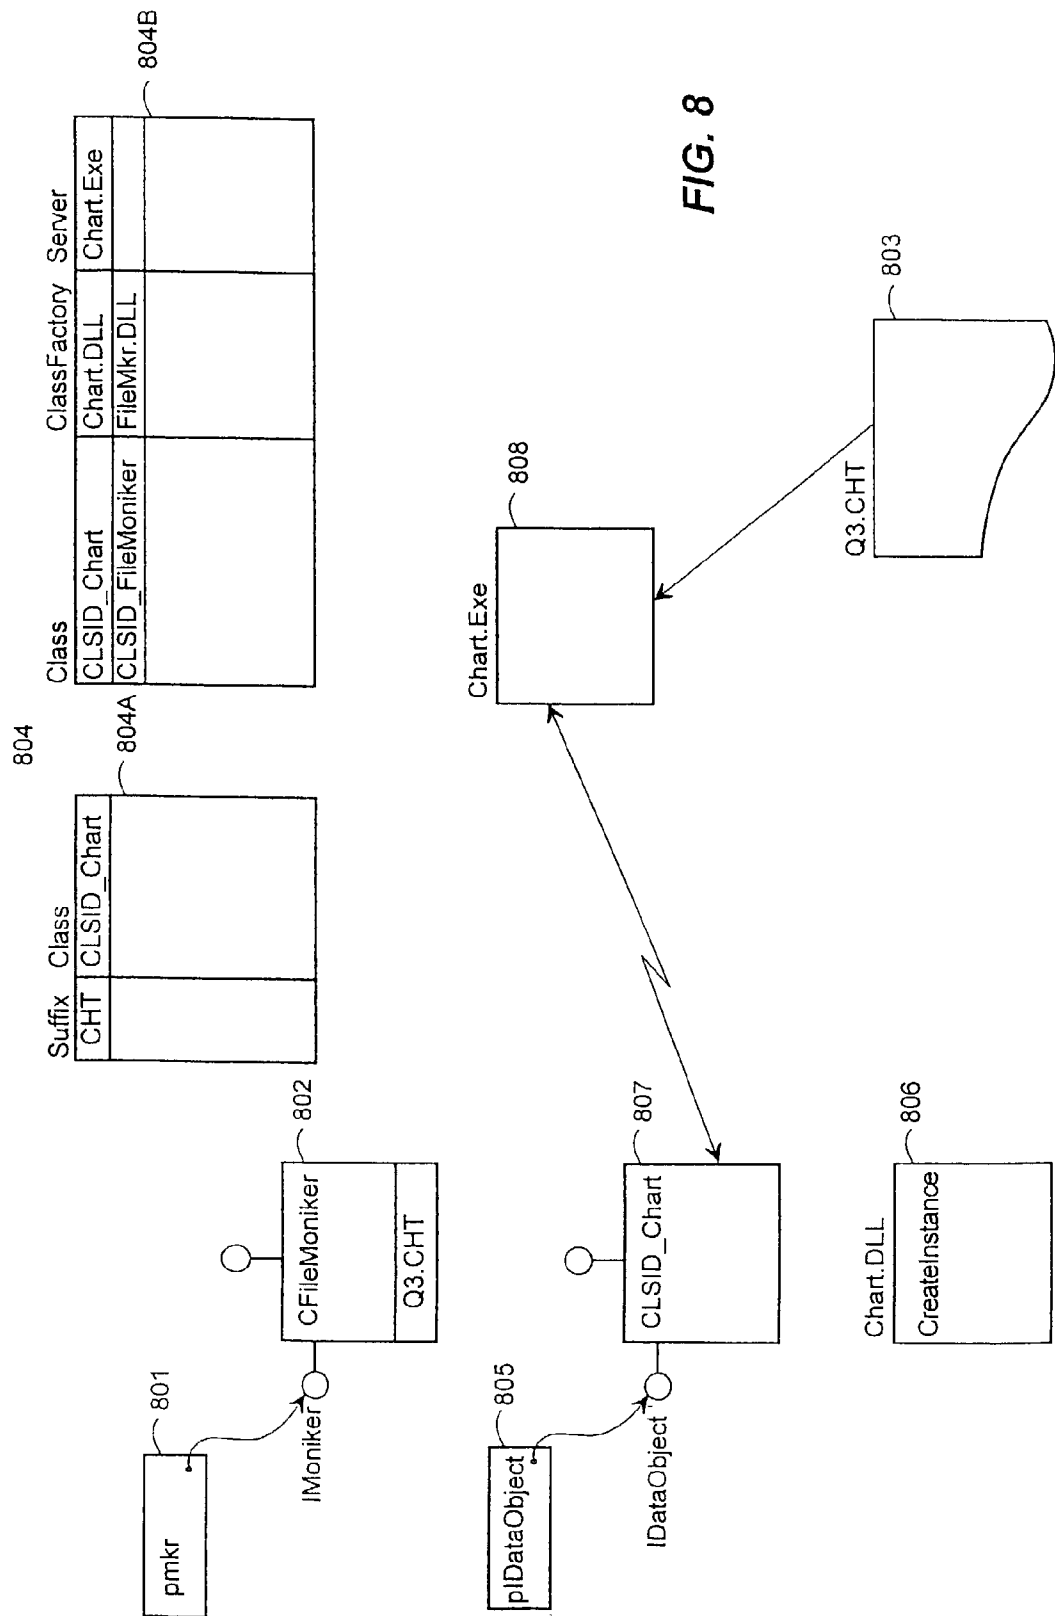 804
Suffix Class
CHT CLSID_Chart
804A
Class ClassFactory Server
CLSID_Chart Chart.DLL Chart.Exe
CLSID_FileMoniker FileMkr.DLL
804B
801
pmkr
IMoniker
802
CFileMoniker
Q3.CHT
805
pIDataObject
IDataObject
807
CLSID_Chart
Chart.Exe
808
Chart.DLL
806
CreateInstance
Q3.CHT
803
FIG. 8